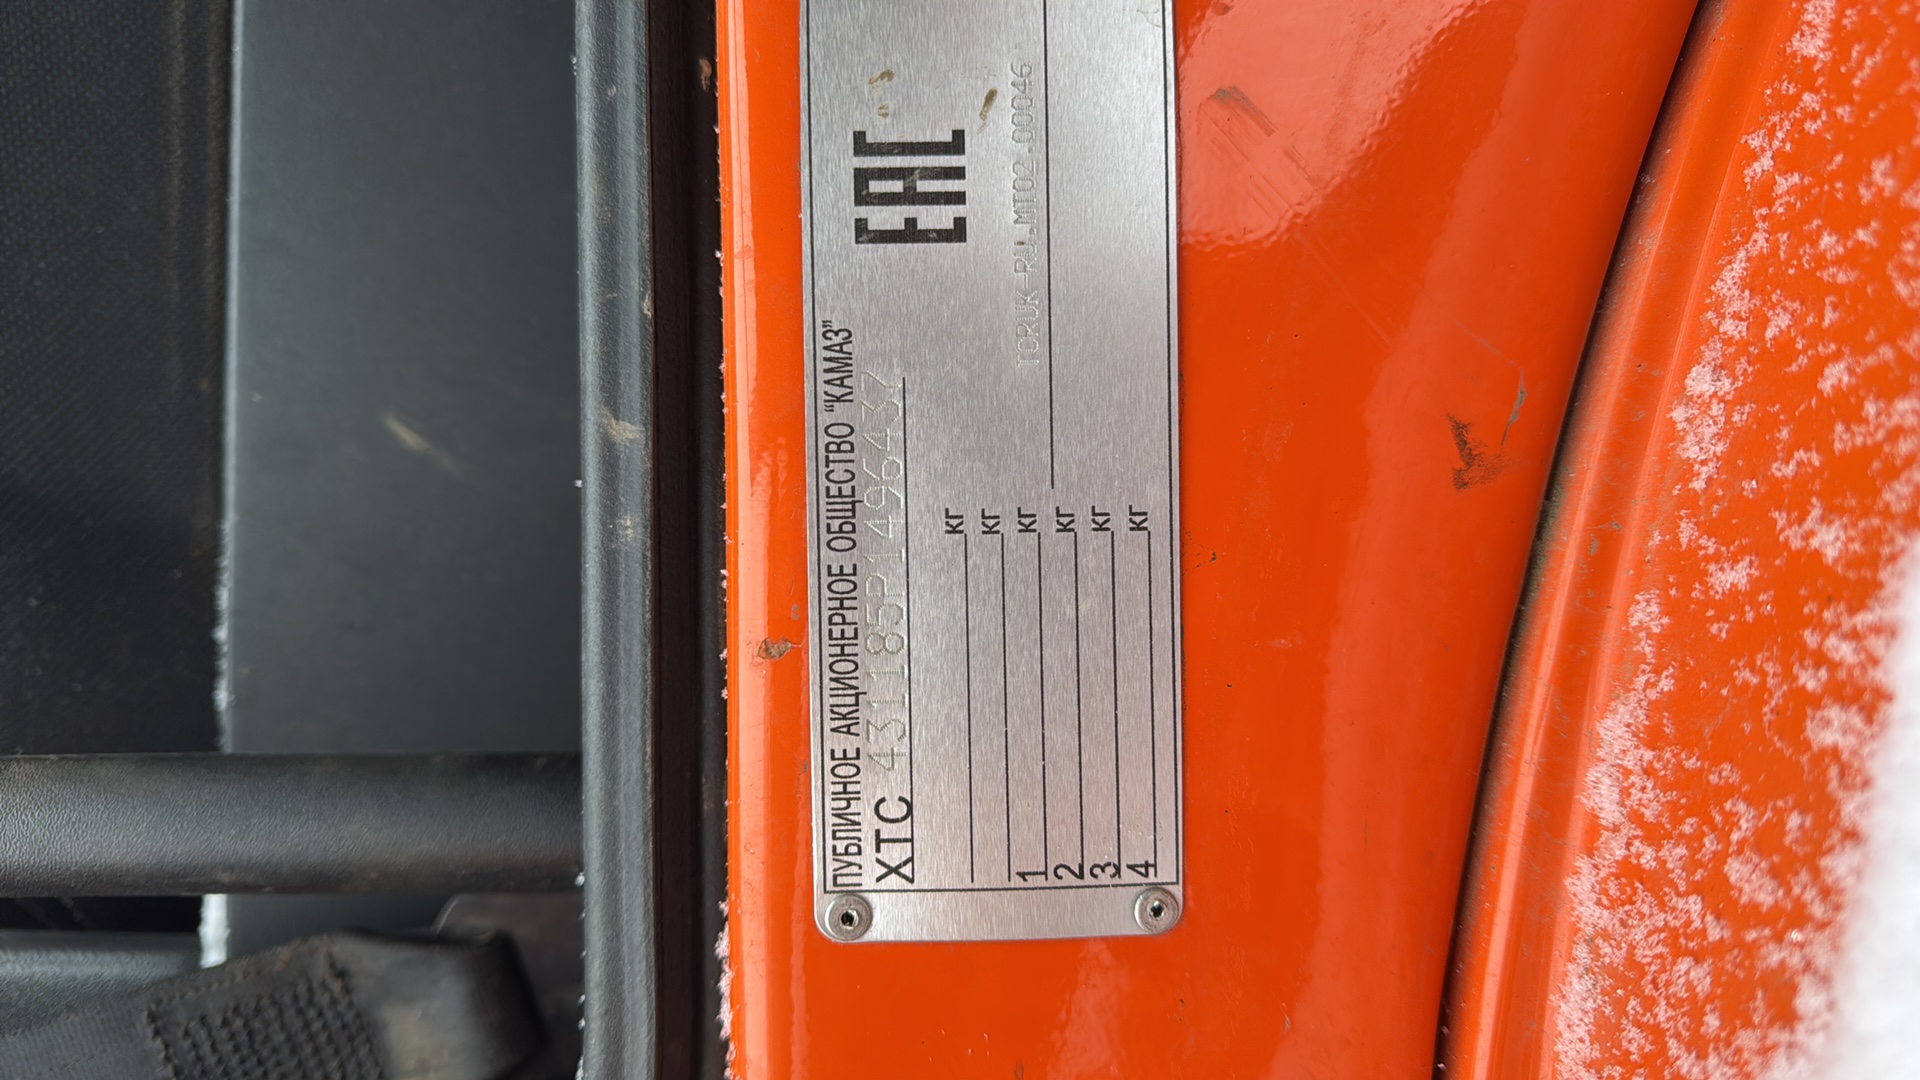 ПУБЛИЧНОЕ АКЦИОНЕРНОЕ ОБЩЕСТВО “КАМАЗ”
XTC 431185P1496437
EAC
кг
кг
1 кг
TORUK-RU.MT02.00046
2 кг
3 кг
4 кг